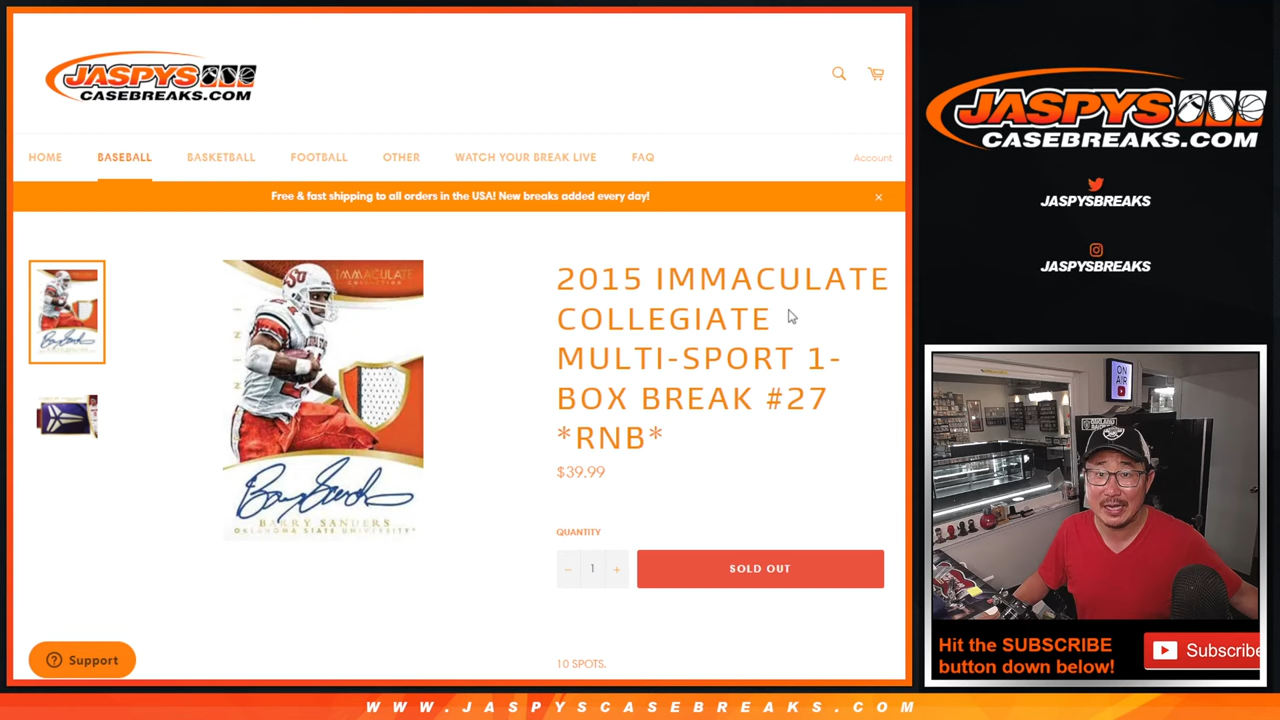 JASPYS
CASEBREAKS.COM
HOME BASEBALL BASKETBALL FOOTBALL OTHER WATCH YOUR BREAK LIVE FAQ Account
Free & fast shipping to all orders in the USA! New breaks added every day! ×
IMMACULATE
COLLECTION
BARRY SANDERS
OKLAHOMA STATE UNIVERSITY
2015 IMMACULATE
COLLEGIATE
MULTI-SPORT 1-
BOX BREAK #27
*RNB*
$39.99
QUANTITY
− 1 +
SOLD OUT
Support
10 SPOTS.
JASPYS
CASEBREAKS.COM
JASPYSBREAKS
JASPYSBREAKS
ON
AIR
Hit the SUBSCRIBE
button down below!
Subscribe
WWW.JASPYSCASEBREAKS.COM